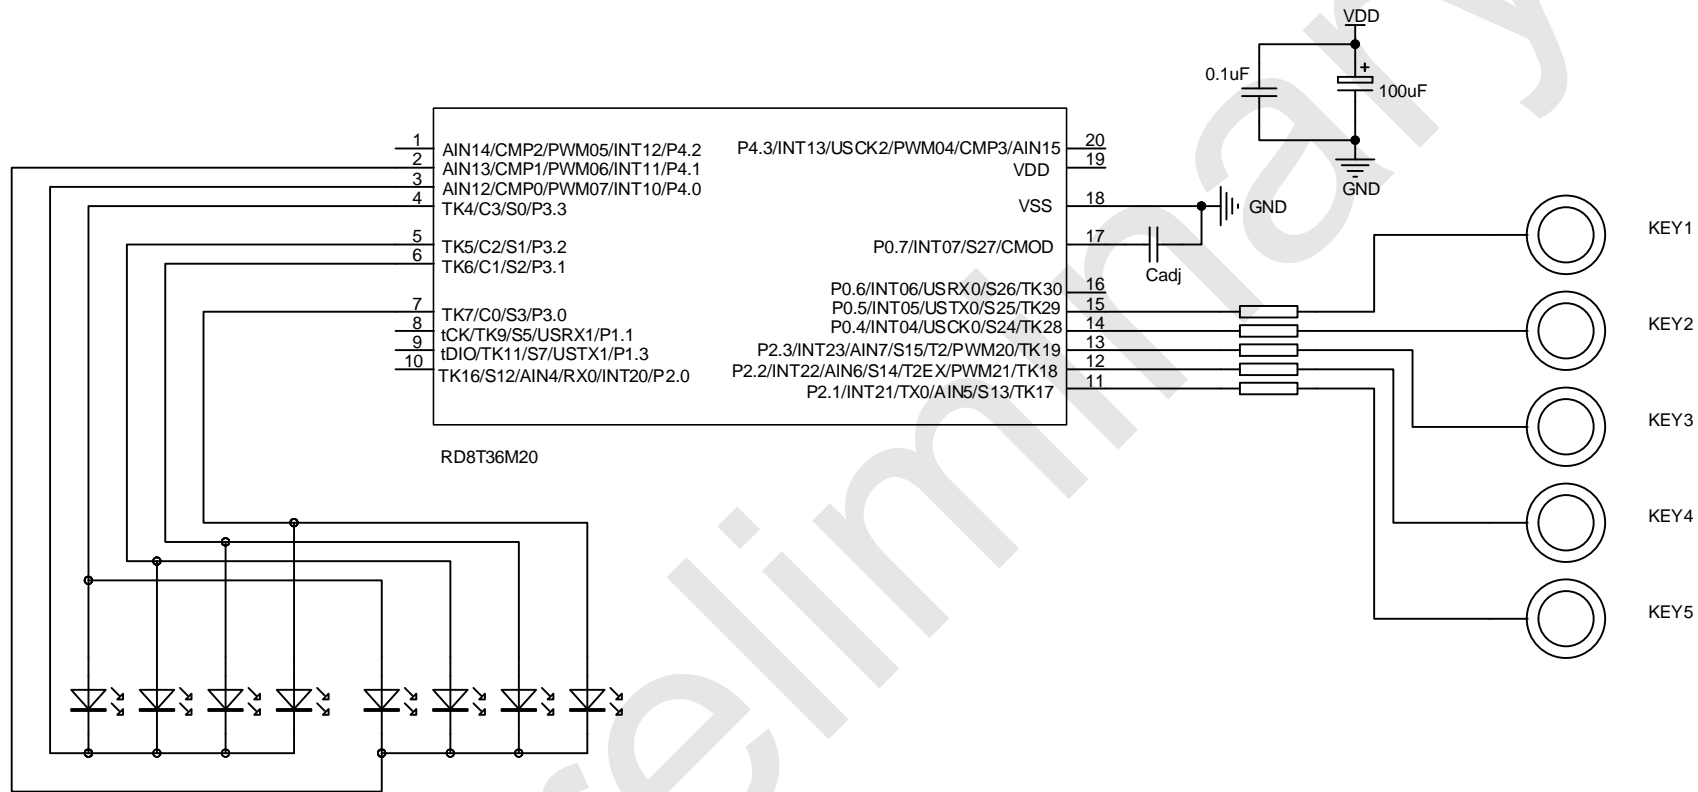 VDD
0.1uF
+
100uF
GND
1 AIN14/CMP2/PWM05/INT12/P4.2
2 AIN13/CMP1/PWM06/INT11/P4.1
3 AIN12/CMP0/PWM07/INT10/P4.0
4 TK4/C3/S0/P3.3
5 TK5/C2/S1/P3.2
6 TK6/C1/S2/P3.1
7 TK7/C0/S3/P3.0
8 tCK/TK9/S5/USRX1/P1.1
9 tDIO/TK11/S7/USTX1/P1.3
10 TK16/S12/AIN4/RX0/INT20/P2.0
P4.3/INT13/USCK2/PWM04/CMP3/AIN15 20
VDD 19
VSS 18
GND
P0.7/INT07/S27/CMOD 17
Cadj
P0.6/INT06/USRX0/S26/TK30 16
P0.5/INT05/USTX0/S25/TK29 15
P0.4/INT04/USCK0/S24/TK28 14
P2.3/INT23/AIN7/S15/T2/PWM20/TK19 13
P2.2/INT22/AIN6/S14/T2EX/PWM21/TK18 12
P2.1/INT21/TX0/AIN5/S13/TK17 11
RD8T36M20
KEY1
KEY2
KEY3
KEY4
KEY5
reliminary